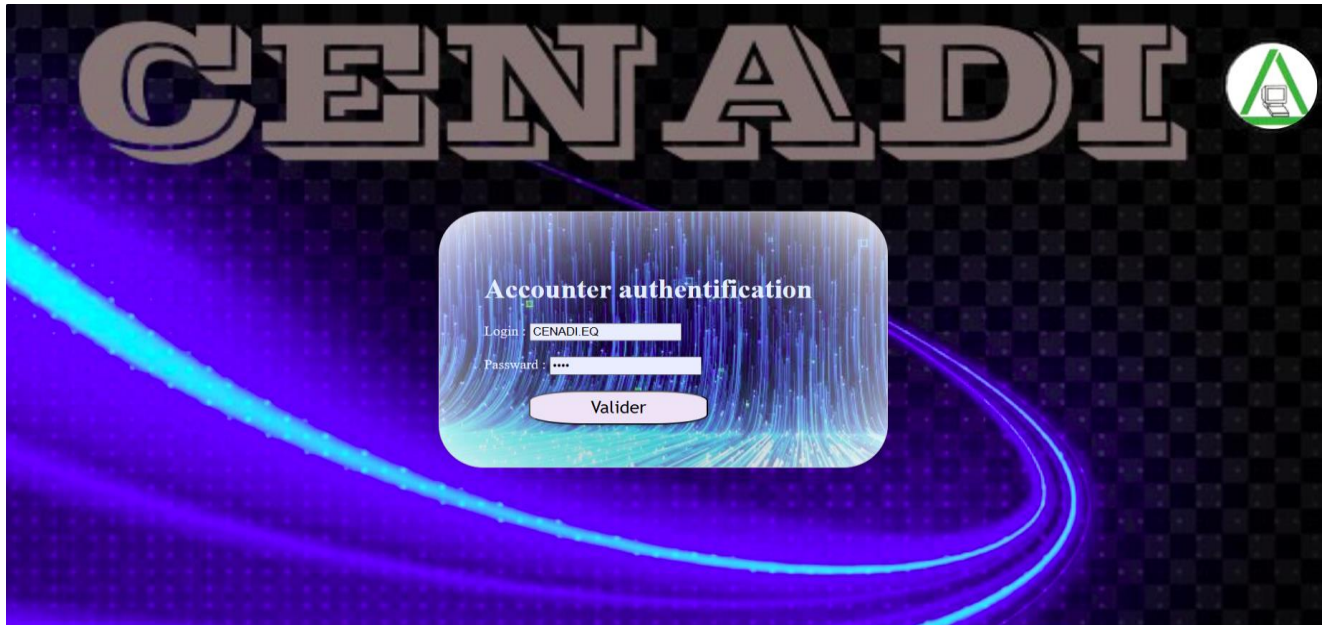 CENADI
Accounter authentification
Login : CENADI.EQ
Passward : ••••
Valider